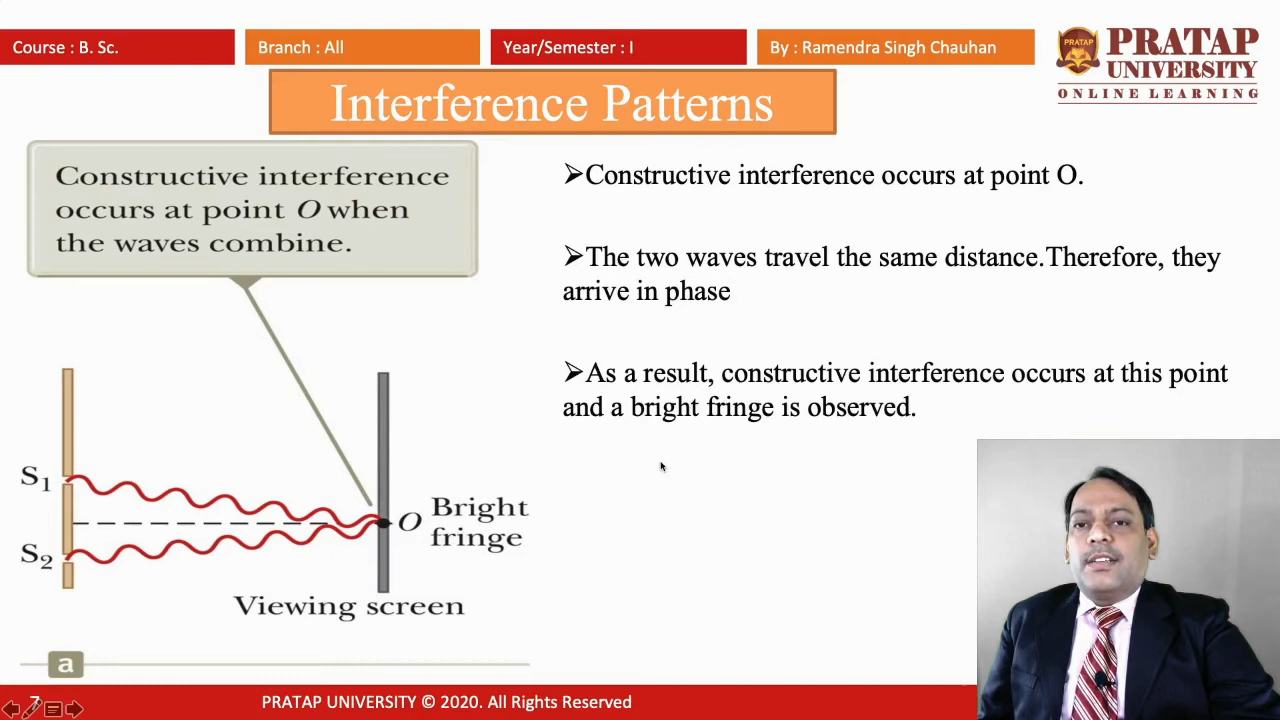 Course : B. Sc.
Branch : All
Year/Semester : I
By : Ramendra Singh Chauhan
PRATAP
PRATAP
UNIVERSITY
ONLINE LEARNING
Interference Patterns
Constructive interference
occurs at point O when
the waves combine.
➢Constructive interference occurs at point O.
➢The two waves travel the same distance.Therefore, they
arrive in phase
➢As a result, constructive interference occurs at this point
and a bright fringe is observed.
S1
S2
O
Bright
fringe
Viewing screen
a
7
PRATAP UNIVERSITY © 2020. All Rights Reserved